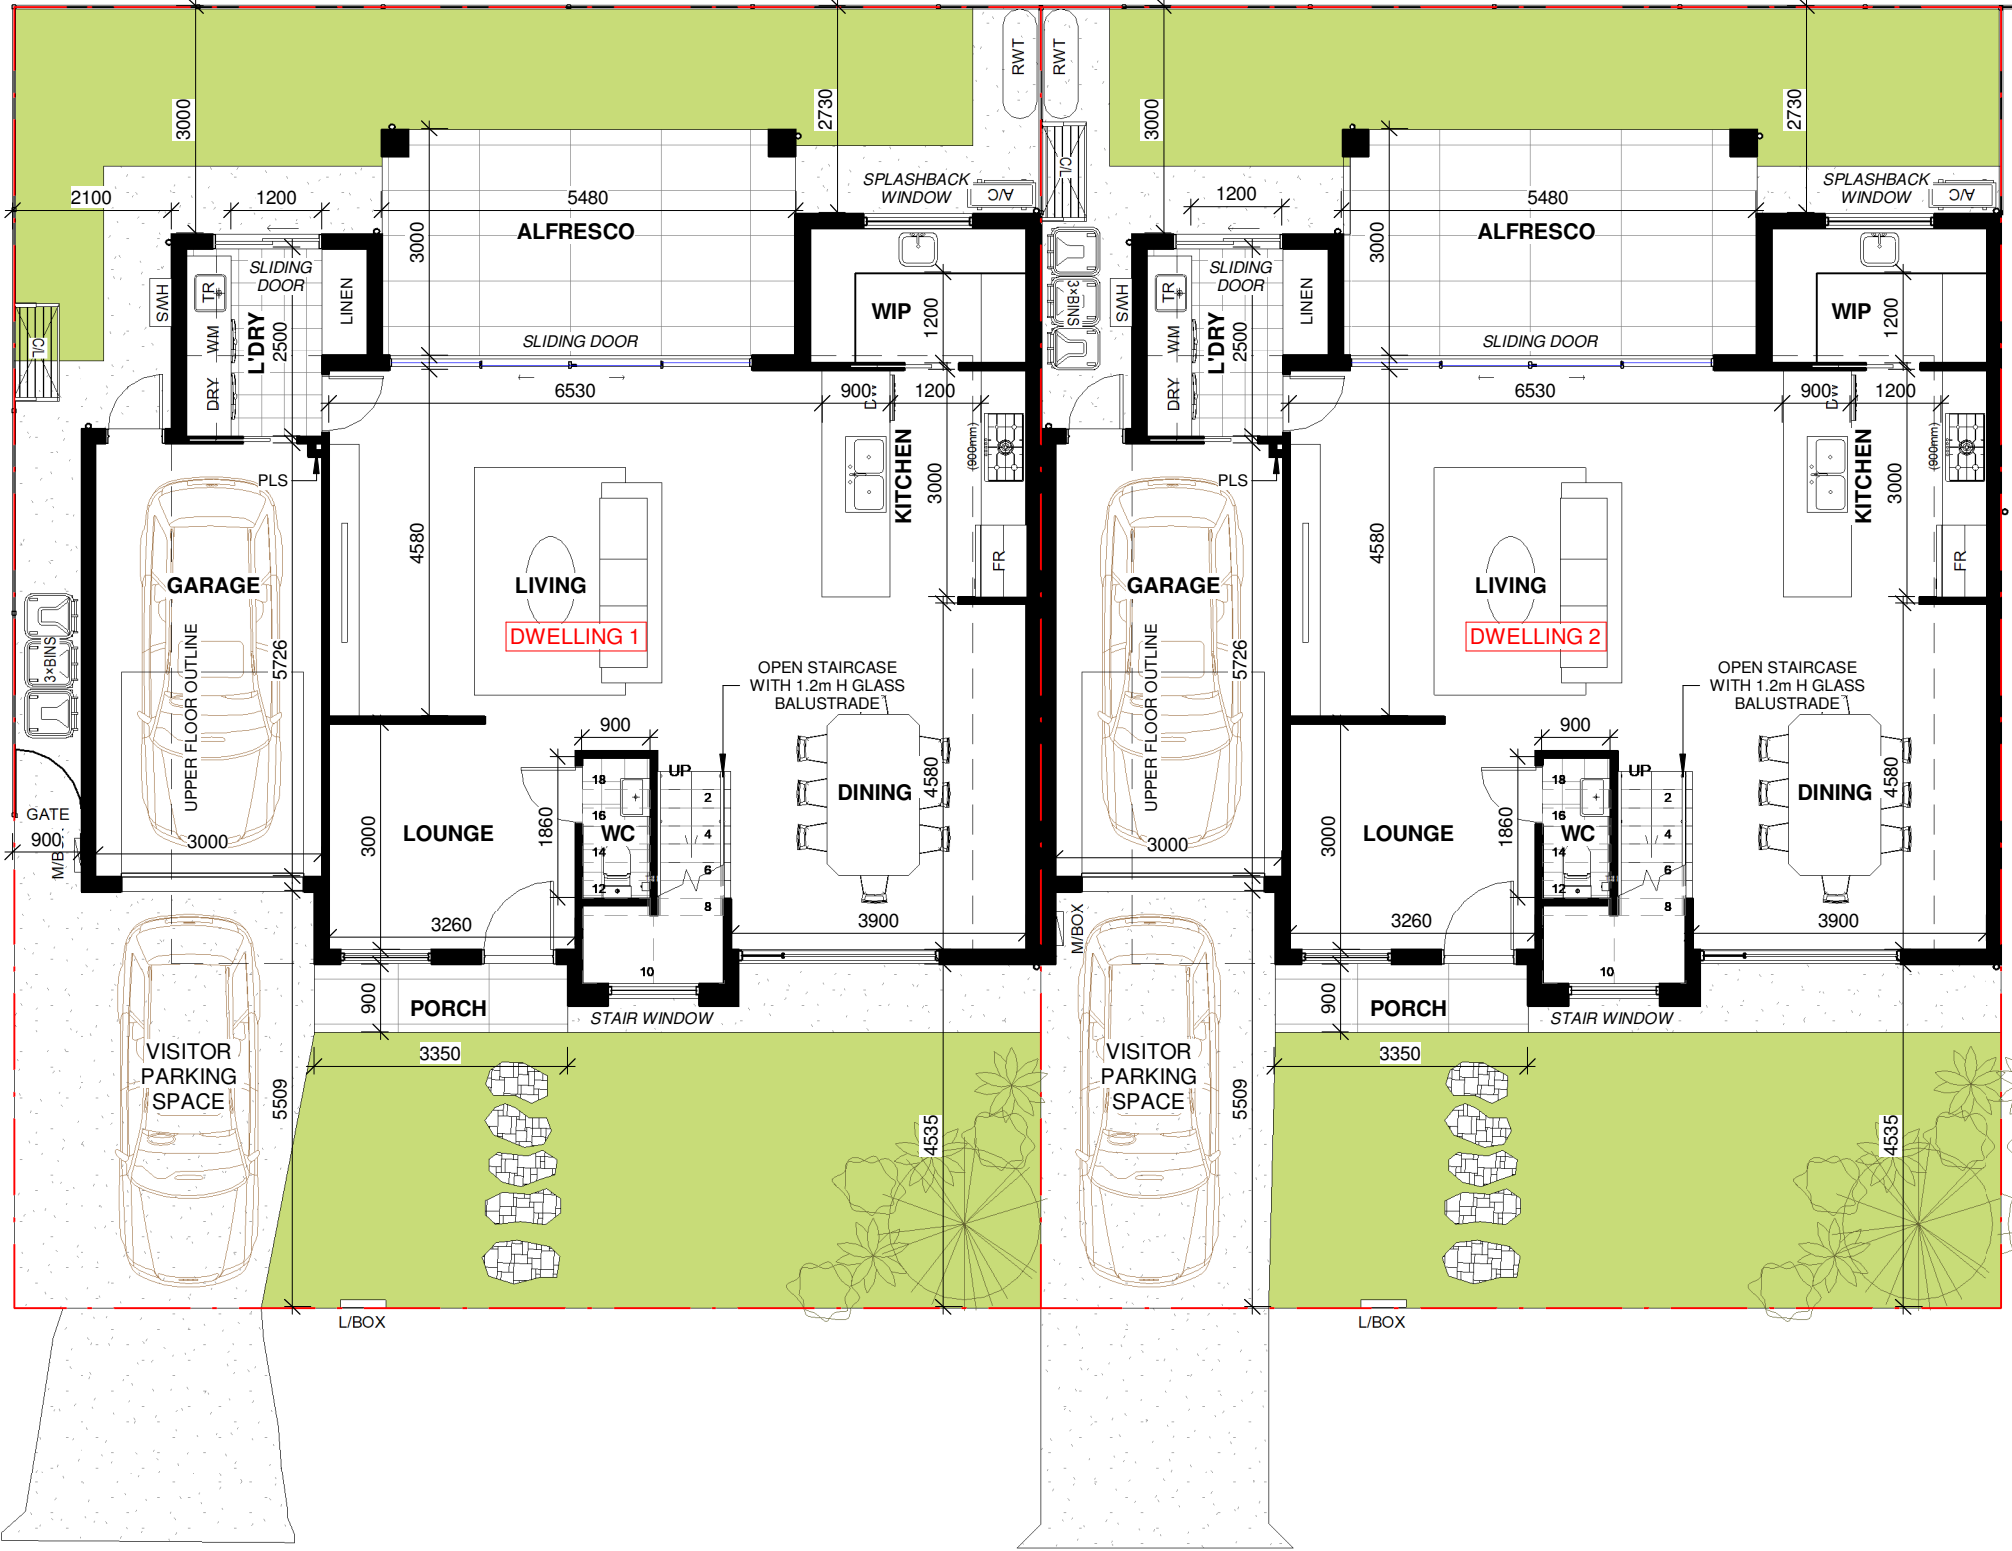 RWT
RWT
3000
2730
3000
2730
2100
1200
5480
SPLASHBACK
WINDOW
A/C
C/L
1200
5480
SPLASHBACK
WINDOW
A/C
3000
ALFRESCO
3000
ALFRESCO
SLIDING
DOOR
SLIDING
DOOR
HWS
TR
LINEN
WIP
1200
3×BINS
HWS
TR
LINEN
WIP
1200
C/L
WM
L'DRY
2500
SLIDING DOOR
WM
L'DRY
2500
SLIDING DOOR
DRY
6530
900
DW
1200
DRY
6530
900
DW
1200
KITCHEN
(900mm)
3000
KITCHEN
(900mm)
3000
PLS
PLS
4580
4580
FR
FR
GARAGE
LIVING
GARAGE
LIVING
DWELLING 1
DWELLING 2
3×BINS
UPPER FLOOR OUTLINE
5726
UPPER FLOOR OUTLINE
5726
OPEN STAIRCASE
WITH 1.2m H GLASS
BALUSTRADE
OPEN STAIRCASE
WITH 1.2m H GLASS
BALUSTRADE
900
900
UP
UP
18
2
18
2
DINING
4580
DINING
4580
GATE
16
16
900
M/B
3000
3000
LOUNGE
1860
WC
4
3000
3000
LOUNGE
1860
WC
4
14
6
14
6
12
8
12
8
3260
3900
M/BOX
3260
3900
10
10
900
PORCH
STAIR WINDOW
900
PORCH
STAIR WINDOW
VISITOR
PARKING
SPACE
3350
VISITOR
PARKING
SPACE
3350
5509
4535
5509
4535
L/BOX
L/BOX